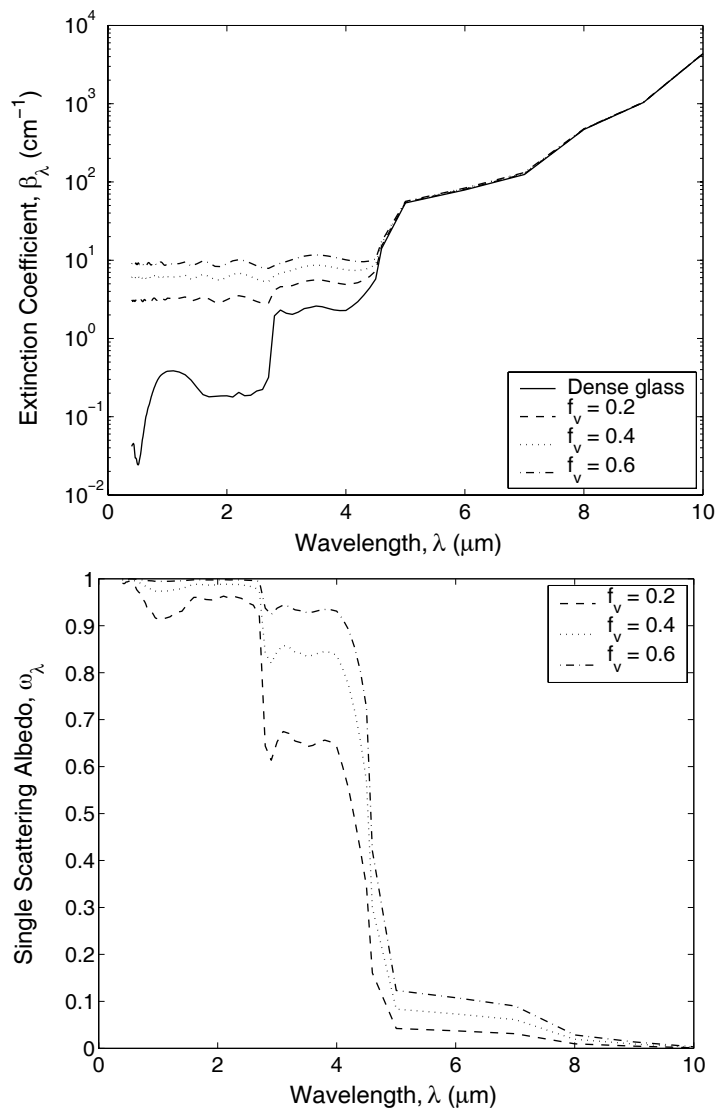 10^4
10^3
10^2
10^1
10^0
10^-1
10^-2
Extinction Coefficient, β_λ (cm^-1)
Dense glass
f_v = 0.2
f_v = 0.4
f_v = 0.6
0 2 4 6 8 10
Wavelength, λ (μm)
1
0.9
0.8
0.7
0.6
0.5
0.4
0.3
0.2
0.1
0
Single Scattering Albedo, ω_λ
f_v = 0.2
f_v = 0.4
f_v = 0.6
0 2 4 6 8 10
Wavelength, λ (μm)